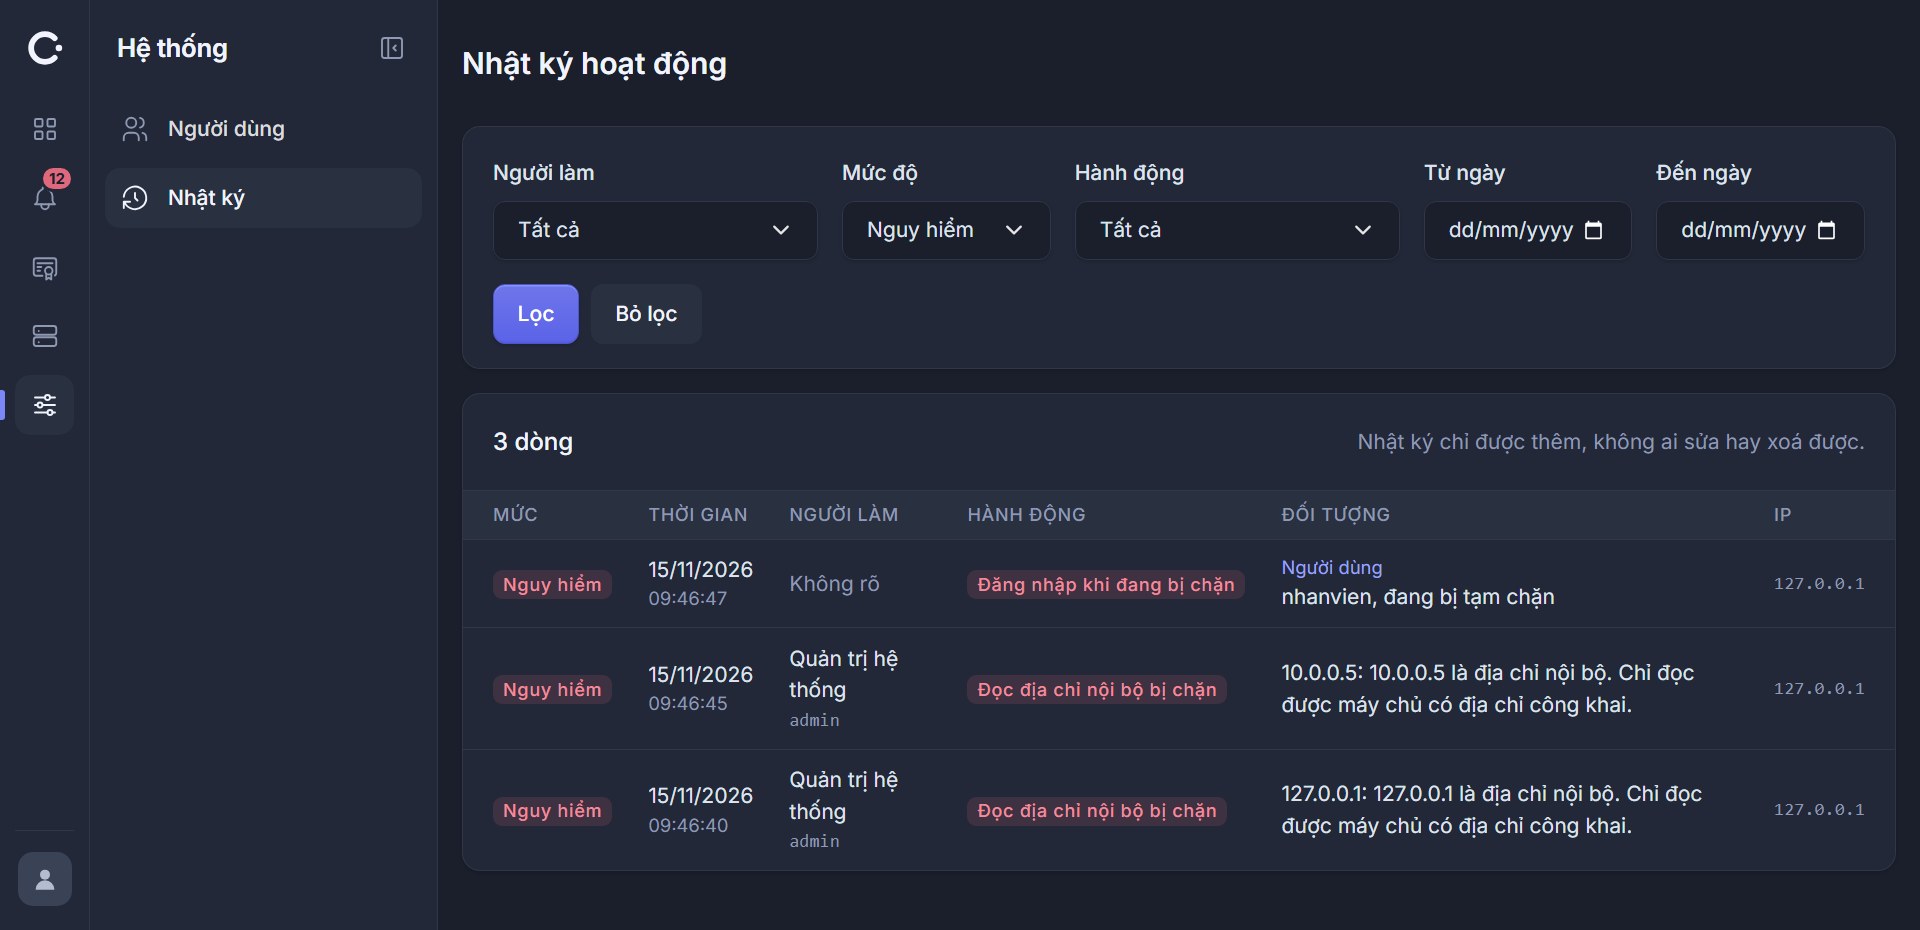 Hệ thống
12
Người dùng
Nhật ký
Nhật ký hoạt động
Người làm
Mức độ
Hành động
Từ ngày
Đến ngày
Tất cả
Nguy hiểm
Tất cả
dd/mm/yyyy
dd/mm/yyyy
Lọc
Bỏ lọc
3 dòng
Nhật ký chỉ được thêm, không ai sửa hay xoá được.
MỨC
THỜI GIAN
NGƯỜI LÀM
HÀNH ĐỘNG
ĐỐI TƯỢNG
IP
Nguy hiểm
15/11/2026
09:46:47
Không rõ
Đăng nhập khi đang bị chặn
Người dùng
nhanvien, đang bị tạm chặn
127.0.0.1
Nguy hiểm
15/11/2026
09:46:45
Quản trị hệ
thống
admin
Đọc địa chỉ nội bộ bị chặn
10.0.0.5: 10.0.0.5 là địa chỉ nội bộ. Chỉ đọc
được máy chủ có địa chỉ công khai.
127.0.0.1
Nguy hiểm
15/11/2026
09:46:40
Quản trị hệ
thống
admin
Đọc địa chỉ nội bộ bị chặn
127.0.0.1: 127.0.0.1 là địa chỉ nội bộ. Chỉ đọc
được máy chủ có địa chỉ công khai.
127.0.0.1